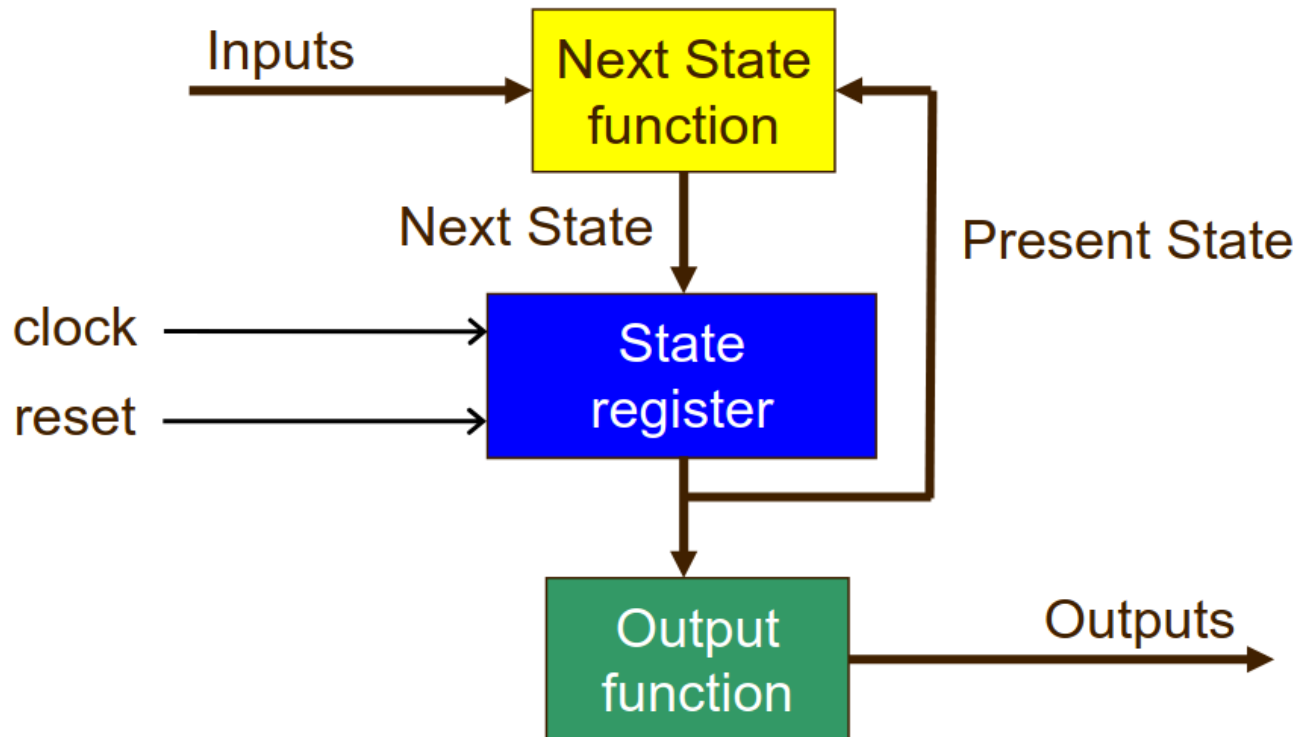 Inputs
Next State
function
Next State
Present State
clock
State
register
reset
Output
function
Outputs